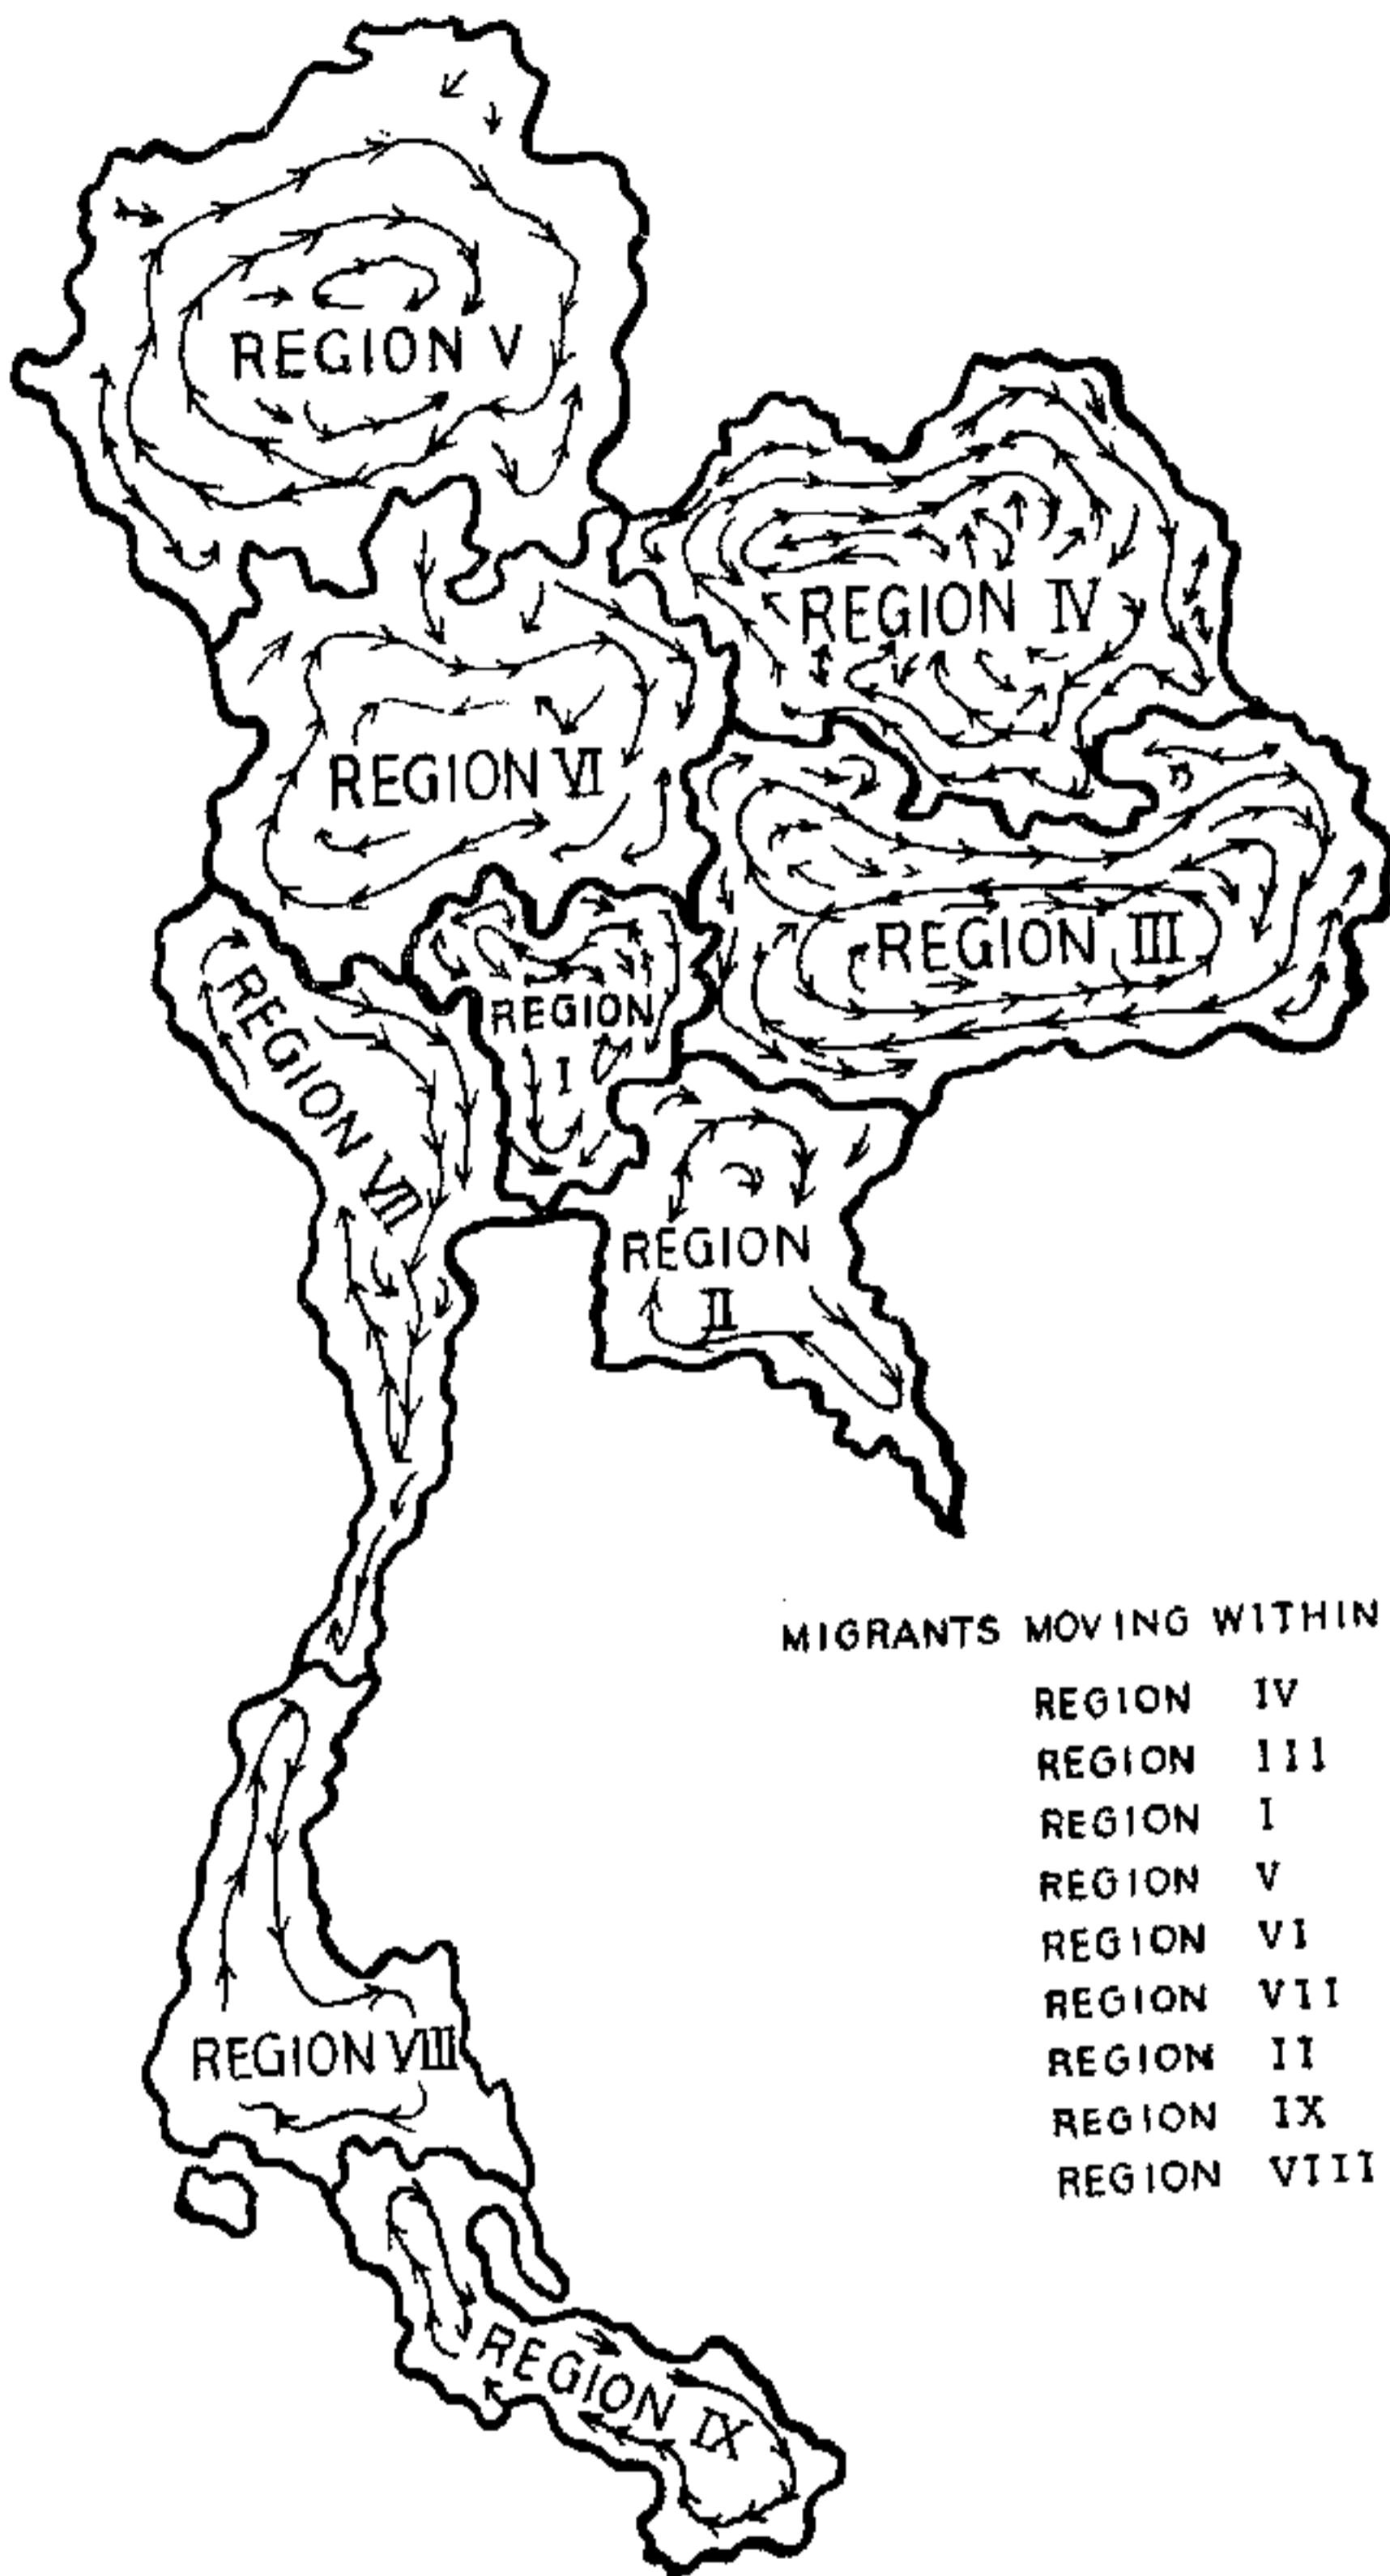 REGION V
REGION IV
REGION VI
REGION III
REGION
I
REGION VII
REGION
II
MIGRANTS MOVING WITHIN
REGION IV
REGION III
REGION I
REGION V
REGION VI
REGION VII
REGION II
REGION IX
REGION VIII
REGION VIII
REGION IX